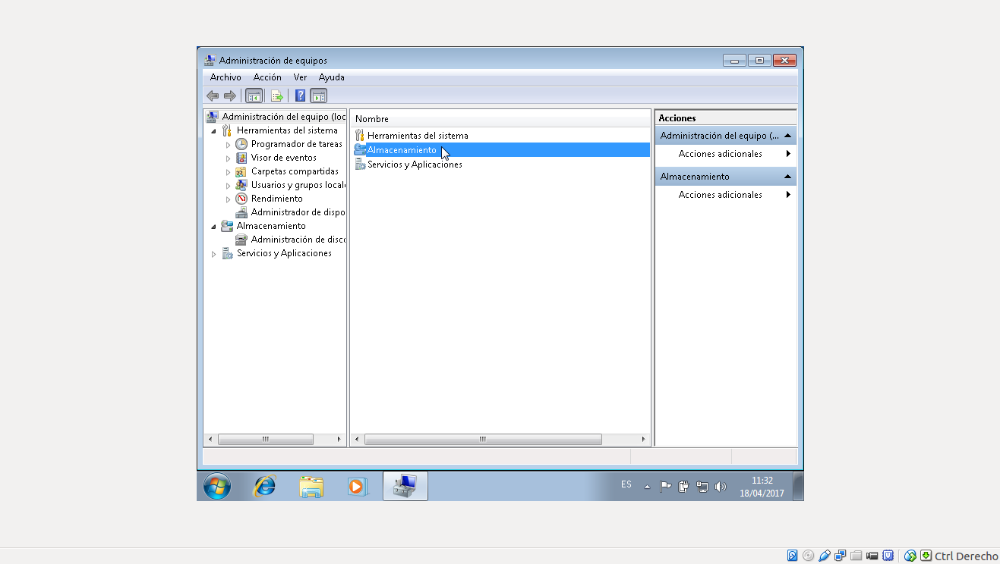 Administración de equipos
Archivo Acción Ver Ayuda
Administración del equipo (loc
Herramientas del sistema
Programador de tareas
Visor de eventos
Carpetas compartidas
Usuarios y grupos locale
Rendimiento
Administrador de dispo
Almacenamiento
Administración de disco
Servicios y Aplicaciones
Nombre
Herramientas del sistema
Almacenamiento
Servicios y Aplicaciones
Acciones
Administración del equipo (...
Acciones adicionales
Almacenamiento
Acciones adicionales
ES
11:32
18/04/2017
Ctrl Derecho